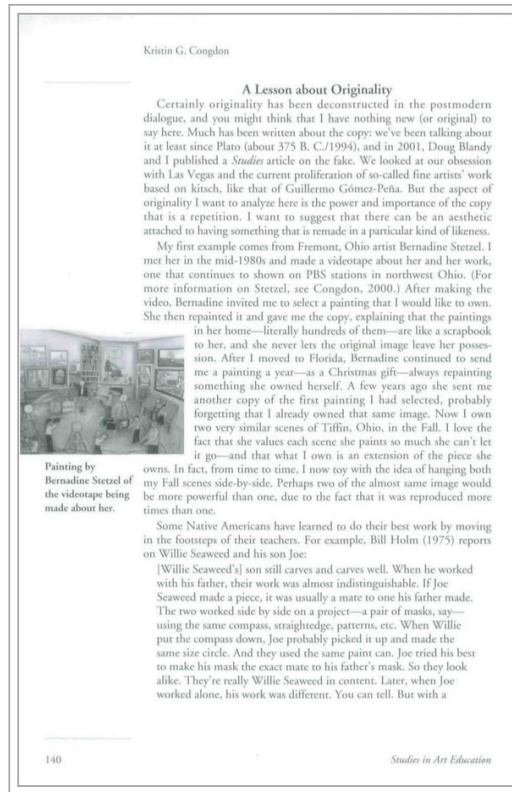 Kristin G. Congdon
A Lesson about Originality
Certainly originality has been deconstructed in the postmodern
dialogue, and you might think that I have nothing new (or original) to
say here. Much has been written about the copy: we've been talking about
it at least since Plato (about 375 B. C./1994), and in 2001, Doug Blandy
and I published a Studies article on the fake. We looked at our obsession
with Las Vegas and the current proliferation of so-called fine artists' work
based on kitsch, like that of Guillermo Gómez-Peña. But the aspect of
originality I want to analyze here is the power and importance of the copy
that is a repetition. I want to suggest that there can be an aesthetic
attached to having something that is remade in a particular kind of likeness.
My first example comes from Fremont, Ohio artist Bernadine Stetzel. I
met her in the mid-1980s and made a videotape about her and her work,
one that continues to shown on PBS stations in northwest Ohio. (For
more information on Stetzel, see Congdon, 2000.) After making the
video, Bernadine invited me to select a painting that I would like to own.
She then repainted it and gave me the copy, explaining that the paintings
in her home—literally hundreds of them—are like a scrapbook
to her, and she never lets the original image leave her posses-
sion. After I moved to Florida, Bernadine continued to send
me a painting a year—as a Christmas gift—always repainting
something she owned herself. A few years ago she sent me
another copy of the first painting I had selected, probably
forgetting that I already owned that same image. Now I own
two very similar scenes of Tiffin, Ohio, in the Fall. I love the
fact that she values each scene she paints so much she can't let
it go—and that what I own is an extension of the piece she
owns. In fact, from time to time, I now toy with the idea of hanging both
my Fall scenes side-by-side. Perhaps two of the almost same image would
be more powerful than one, due to the fact that it was reproduced more
times than one.
Painting by
Bernadine Stetzel of
the videotape being
made about her.
Some Native Americans have learned to do their best work by moving
in the footsteps of their teachers. For example, Bill Holm (1975) reports
on Willie Seaweed and his son Joe:
[Willie Seaweed's] son still carves and carves well. When he worked
with his father, their work was almost indistinguishable. If Joe
Seaweed made a piece, it was usually a mate to one his father made.
The two worked side by side on a project—a pair of masks, say—
using the same compass, straightedge, patterns, etc. When Willie
put the compass down, Joe probably picked it up and made the
same size circle. And they used the same paint can. Joe tried his best
to make his mask the exact mate to his father's mask. So they look
alike. They're really Willie Seaweed in content. Later, when Joe
worked alone, his work was different. You can tell. But with a
140
Studies in Art Education